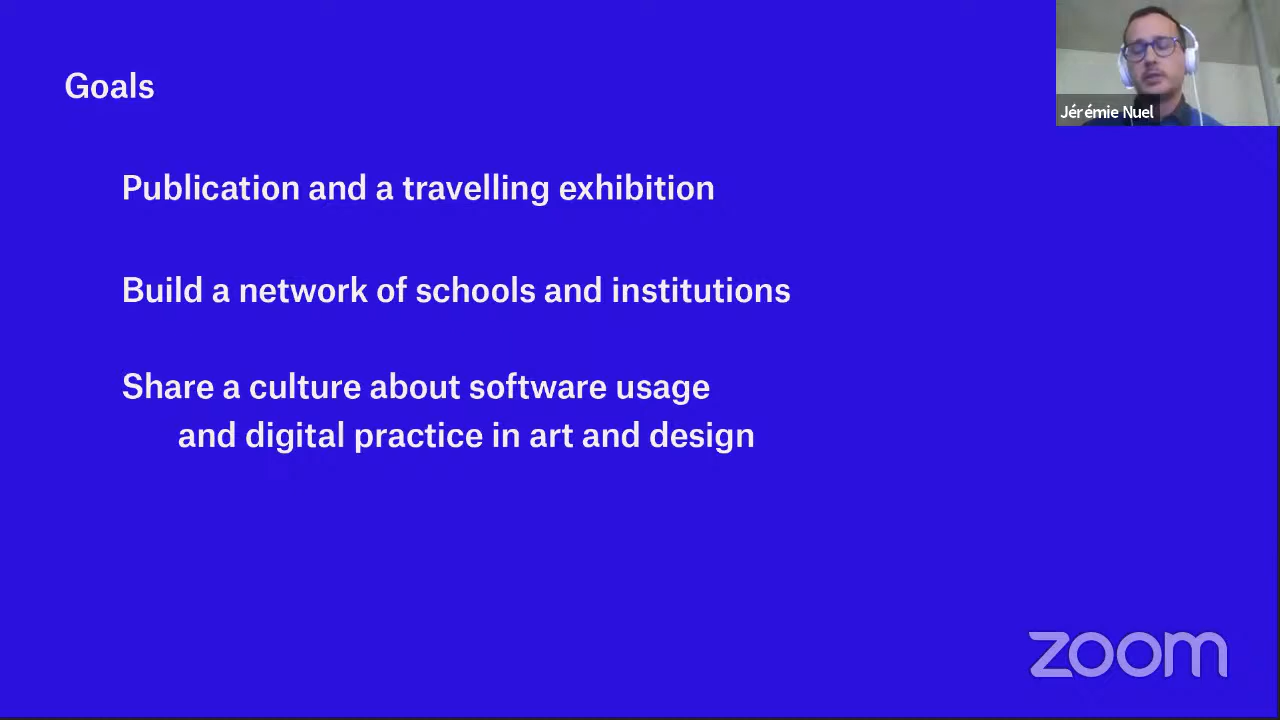 Goals
Jérémie Nuel
Publication and a travelling exhibition
Build a network of schools and institutions
Share a culture about software usage
and digital practice in art and design
zoom